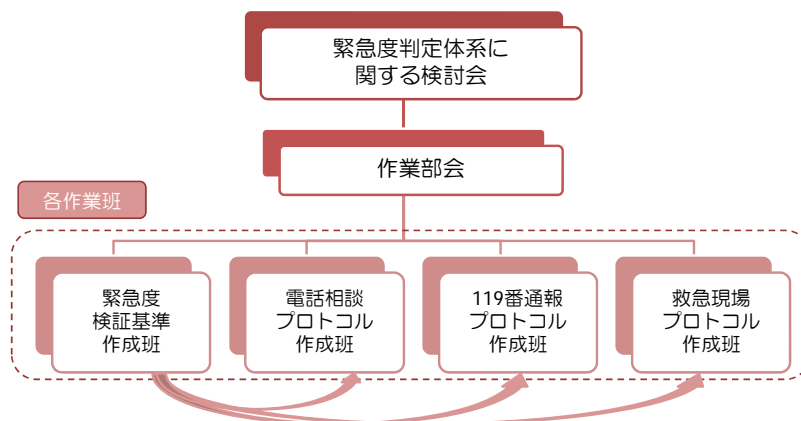 緊急度判定体系に
関する検討会
作業部会
各作業班
緊急度
検証基準
作成班
電話相談
プロトコル
作成班
119番通報
プロトコル
作成班
救急現場
プロトコル
作成班